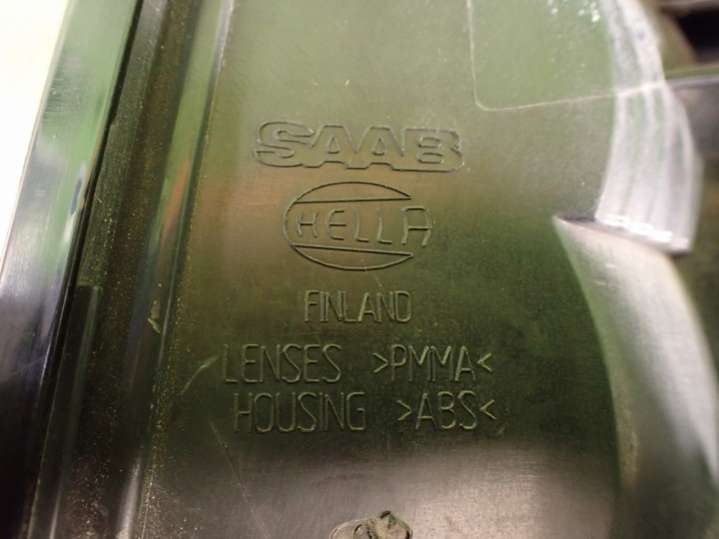 SAAB
HELLA
FINLAND
LENSES >PMMA<
HOUSING >ABS<